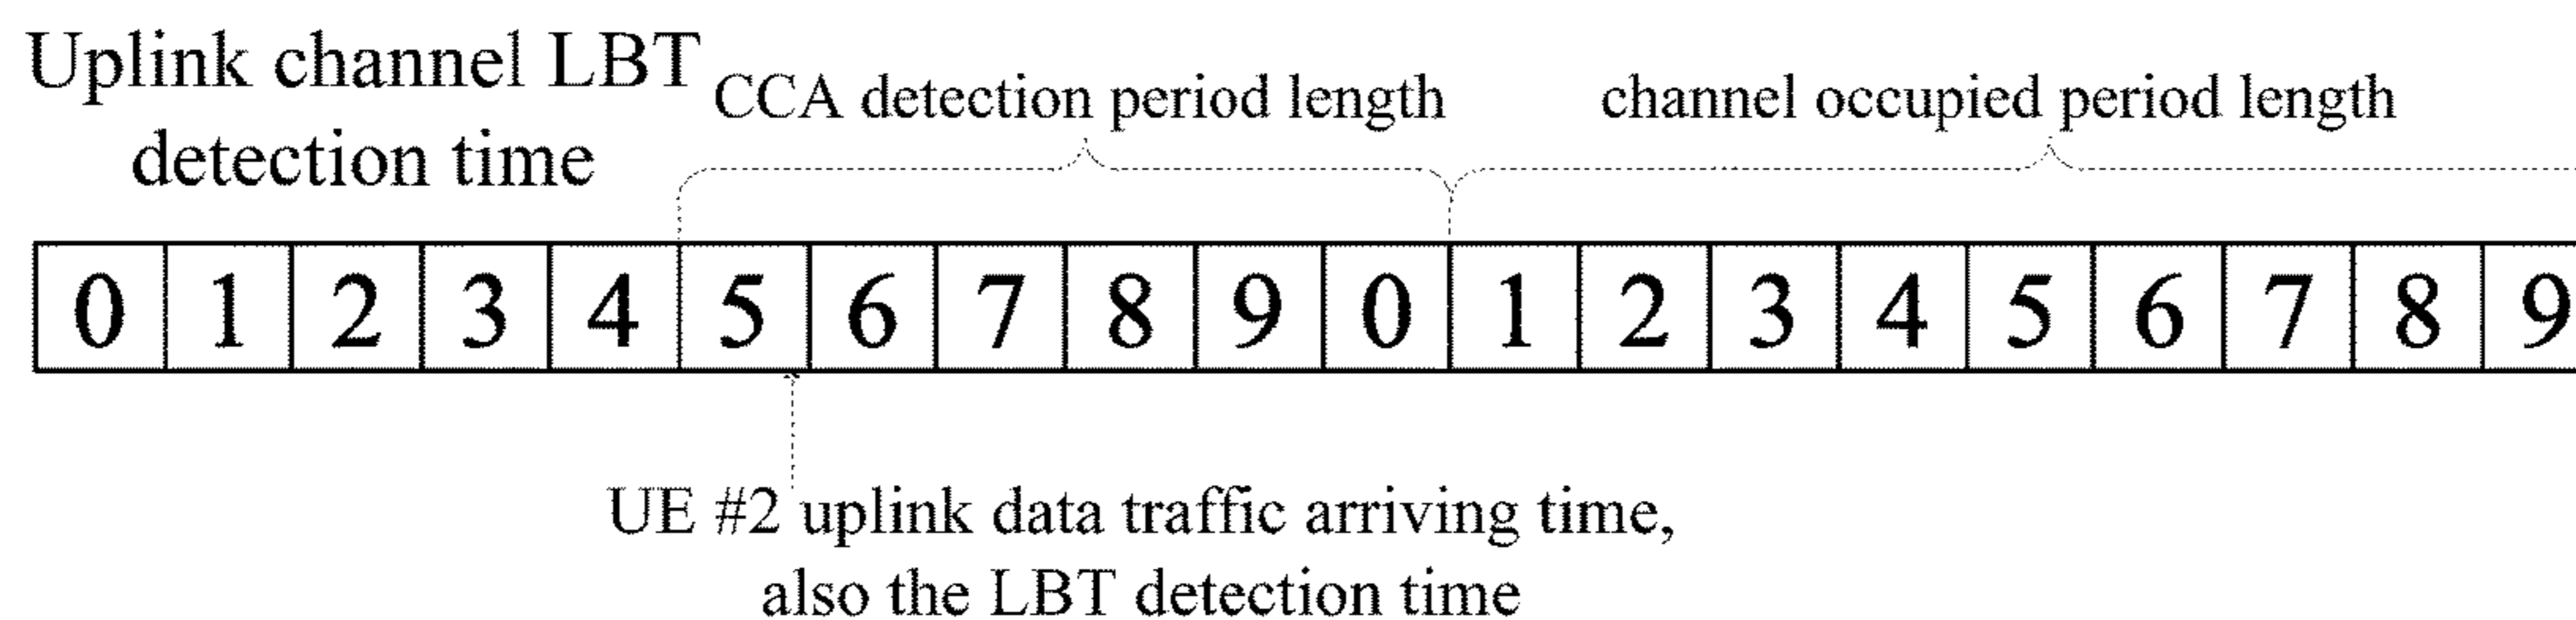 Uplink channel LBT
detection time
CCA detection period length
channel occupied period length
0 1 2 3 4 5 6 7 8 9 0 1 2 3 4 5 6 7 8 9
UE #2 uplink data traffic arriving time,
also the LBT detection time